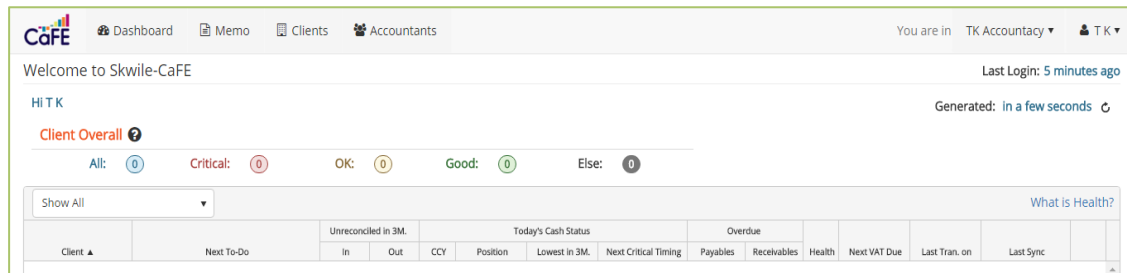 CaFE Dashboard Memo Clients Accountants You are in TK Accountacy T K
Welcome to Skwile-CaFE Last Login: 5 minutes ago
Hi T K Generated: in a few seconds
Client Overall ?
All: 0 Critical: 0 OK: 0 Good: 0 Else: 0
Show All What is Health?
Unreconciled in 3M. Today's Cash Status Overdue
Client ▲ Next To-Do In Out CCY Position Lowest in 3M. Next Critical Timing Payables Receivables Health Next VAT Due Last Tran. on Last Sync